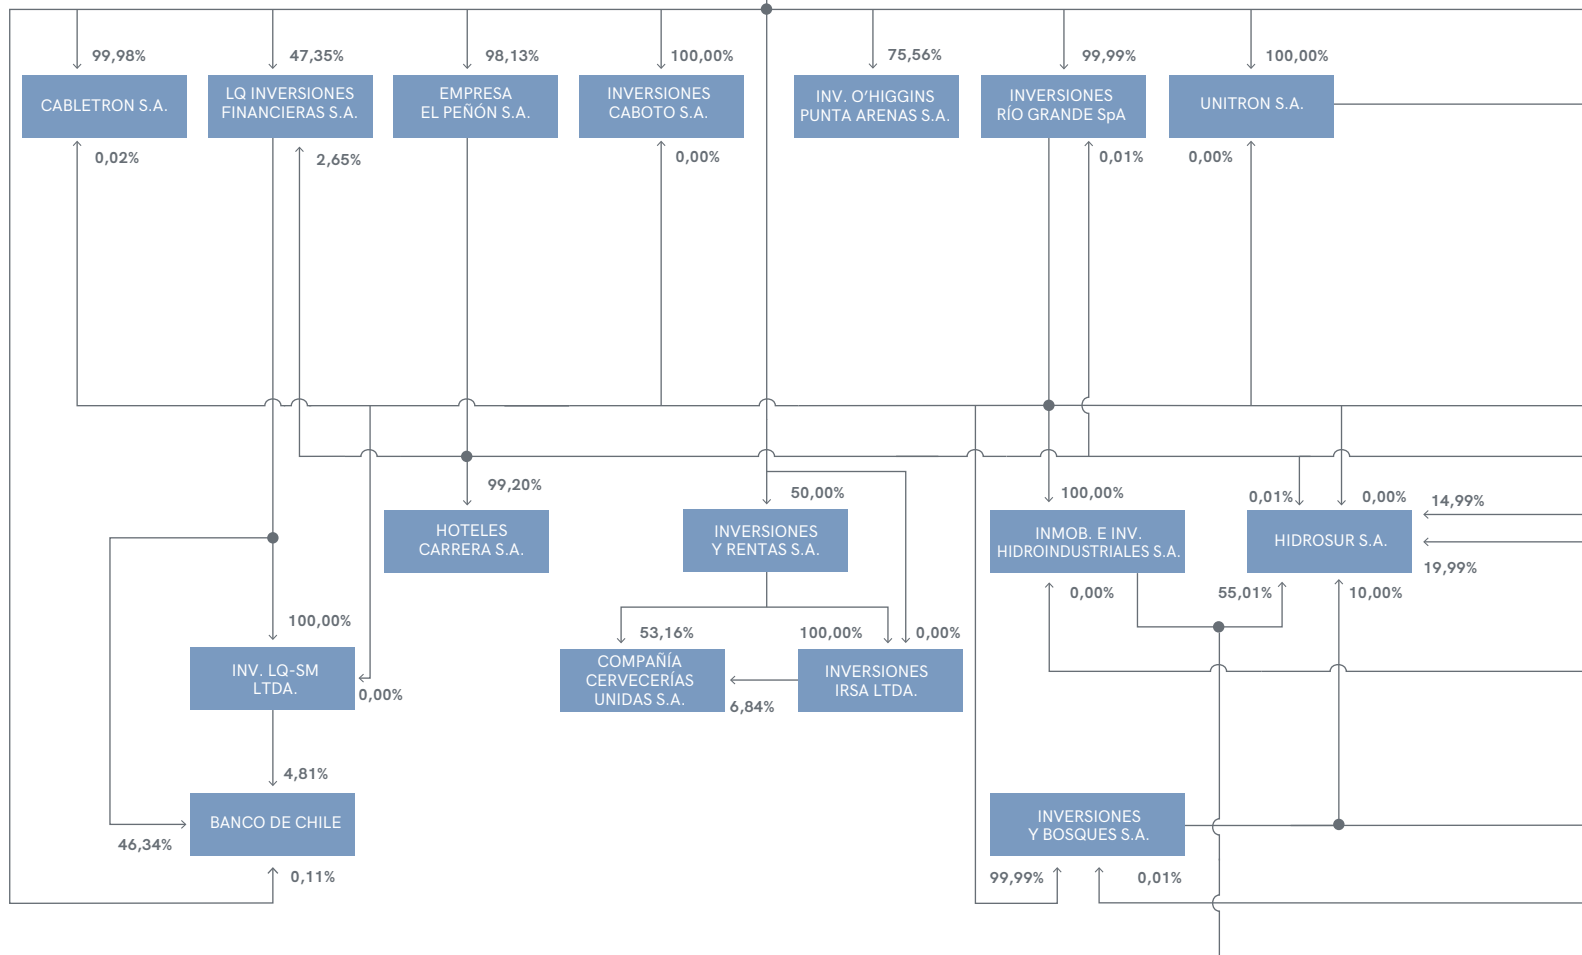 99,98%
47,35%
98,13%
100,00%
75,56%
99,99%
100,00%
CABLETRON S.A.
LQ INVERSIONES
FINANCIERAS S.A.
EMPRESA
EL PEÑÓN S.A.
INVERSIONES
CABOTO S.A.
INV. O'HIGGINS
PUNTA ARENAS S.A.
INVERSIONES
RÍO GRANDE SpA
UNITRON S.A.
0,02%
2,65%
0,00%
0,01%
0,00%
99,20%
50,00%
100,00%
0,01%
0,00%
14,99%
HOTELES
CARRERA S.A.
INVERSIONES
Y RENTAS S.A.
INMOB. E INV.
HIDROINDUSTRIALES S.A.
HIDROSUR S.A.
19,99%
0,00%
55,01%
10,00%
100,00%
53,16%
100,00%
0,00%
INV. LQ-SM
LTDA.
0,00%
COMPAÑÍA
CERVECERÍAS
UNIDAS S.A.
6,84%
INVERSIONES
IRSA LTDA.
4,81%
BANCO DE CHILE
46,34%
0,11%
INVERSIONES
Y BOSQUES S.A.
99,99%
0,01%